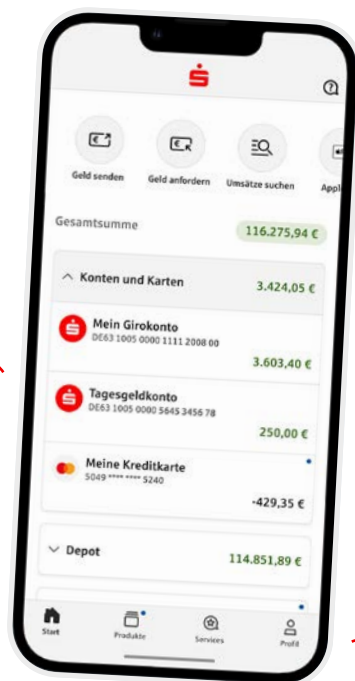 Geld senden
Geld anfordern
Umsätze suchen
Gesamtsumme
116.275,94 €
Konten und Karten
3.424,05 €
Mein Girokonto
DE63 1005 0000 1111 2008 00
3.603,40 €
Tagesgeldkonto
DE63 1005 0000 5645 3456 78
250,00 €
Meine Kreditkarte
5049 **** **** 5240
-429,35 €
Depot
114.851,89 €
Start
Produkte
Services
Profil